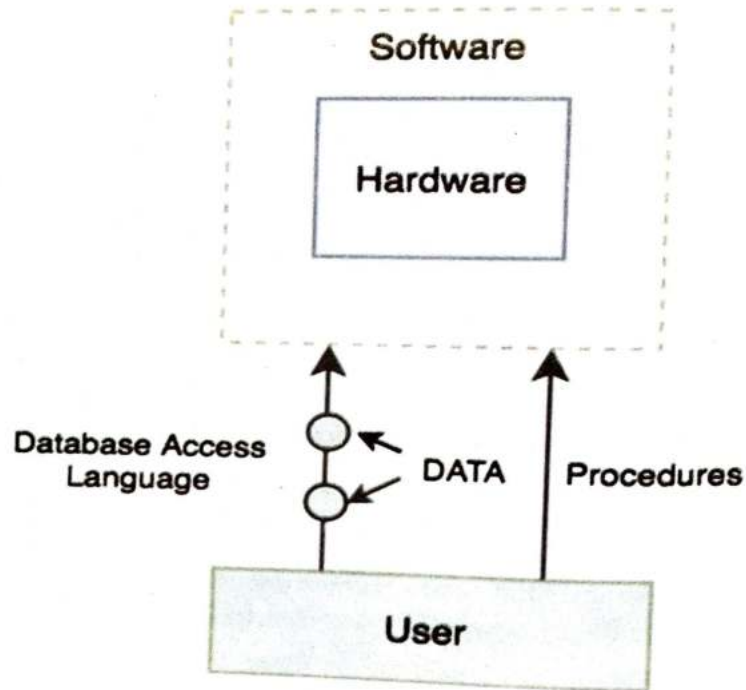 Software
Hardware
Database Access
Language
DATA
Procedures
User